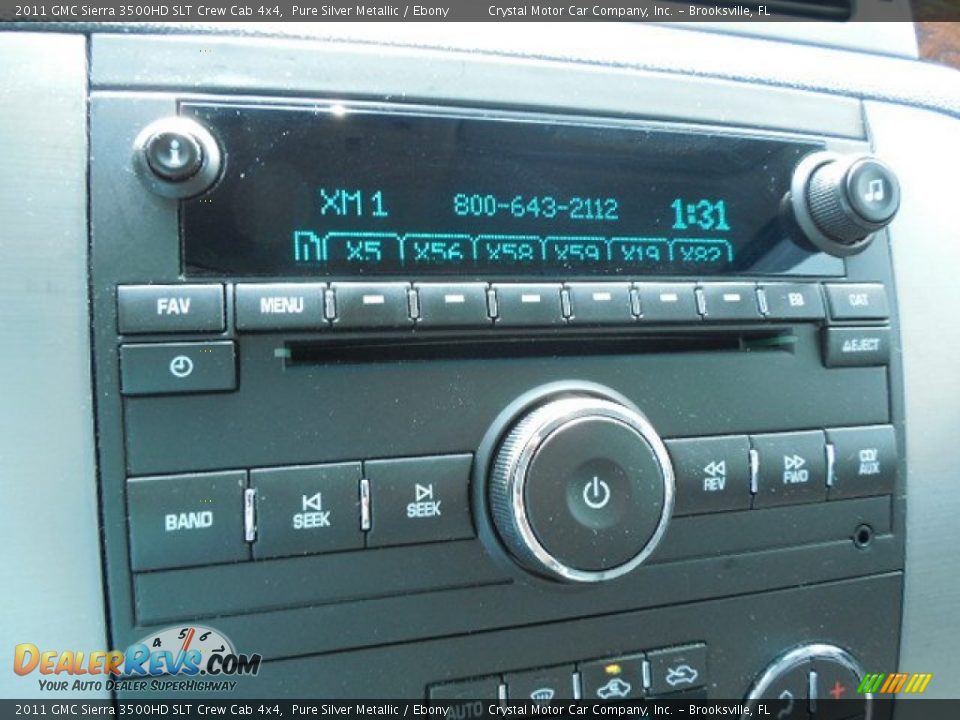 2011 GMC Sierra 3500HD SLT Crew Cab 4x4, Pure Silver Metallic / Ebony Crystal Motor Car Company, Inc. - Brooksville, FL
XM 1 800-643-2112 1:31
X5 X56 X58 X59 X19 X82
FAV MENU EQ CAT
EJECT
BAND SEEK SEEK REV FWD CD/AUX
AUTO
DealerRevs.com
Your Auto Dealer SuperHighway
2011 GMC Sierra 3500HD SLT Crew Cab 4x4, Pure Silver Metallic / Ebony Crystal Motor Car Company, Inc. - Brooksville, FL